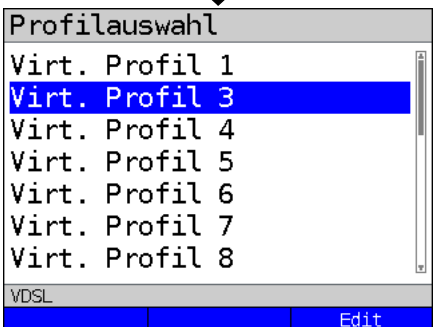 Profilauswahl
Virt. Profil 1
Virt. Profil 3
Virt. Profil 4
Virt. Profil 5
Virt. Profil 6
Virt. Profil 7
Virt. Profil 8
VDSL
Edit